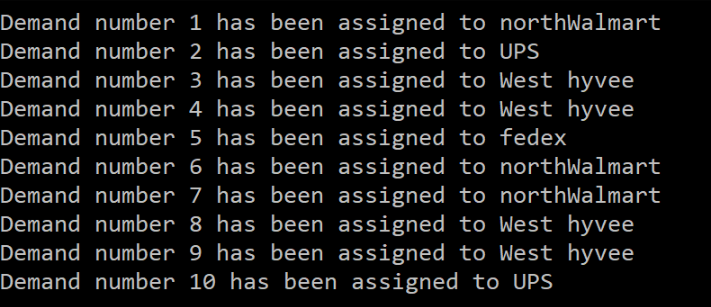 Demand number 1 has been assigned to northWalmart
Demand number 2 has been assigned to UPS
Demand number 3 has been assigned to West hyvee
Demand number 4 has been assigned to West hyvee
Demand number 5 has been assigned to fedex
Demand number 6 has been assigned to northWalmart
Demand number 7 has been assigned to northWalmart
Demand number 8 has been assigned to West hyvee
Demand number 9 has been assigned to West hyvee
Demand number 10 has been assigned to UPS